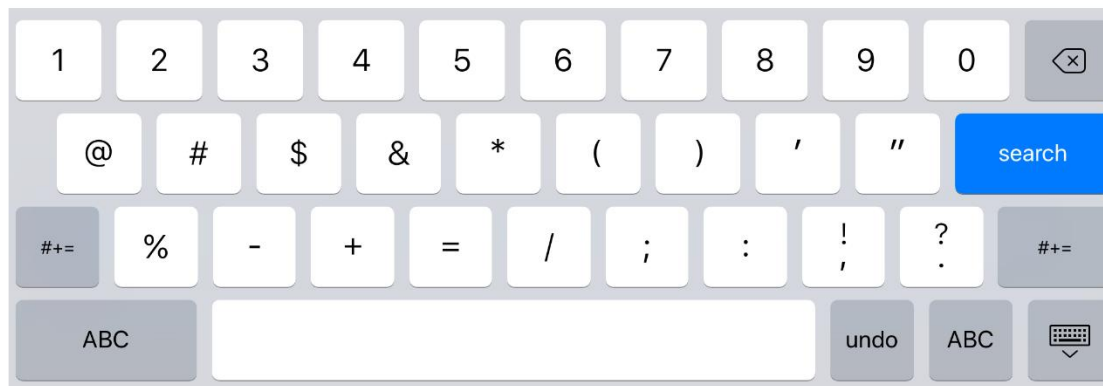 1 2 3 4 5 6 7 8 9 0
@ # $ & * ( ) ' " search
#+= % - + = / ; : ! , ? . #+=
ABC undo ABC